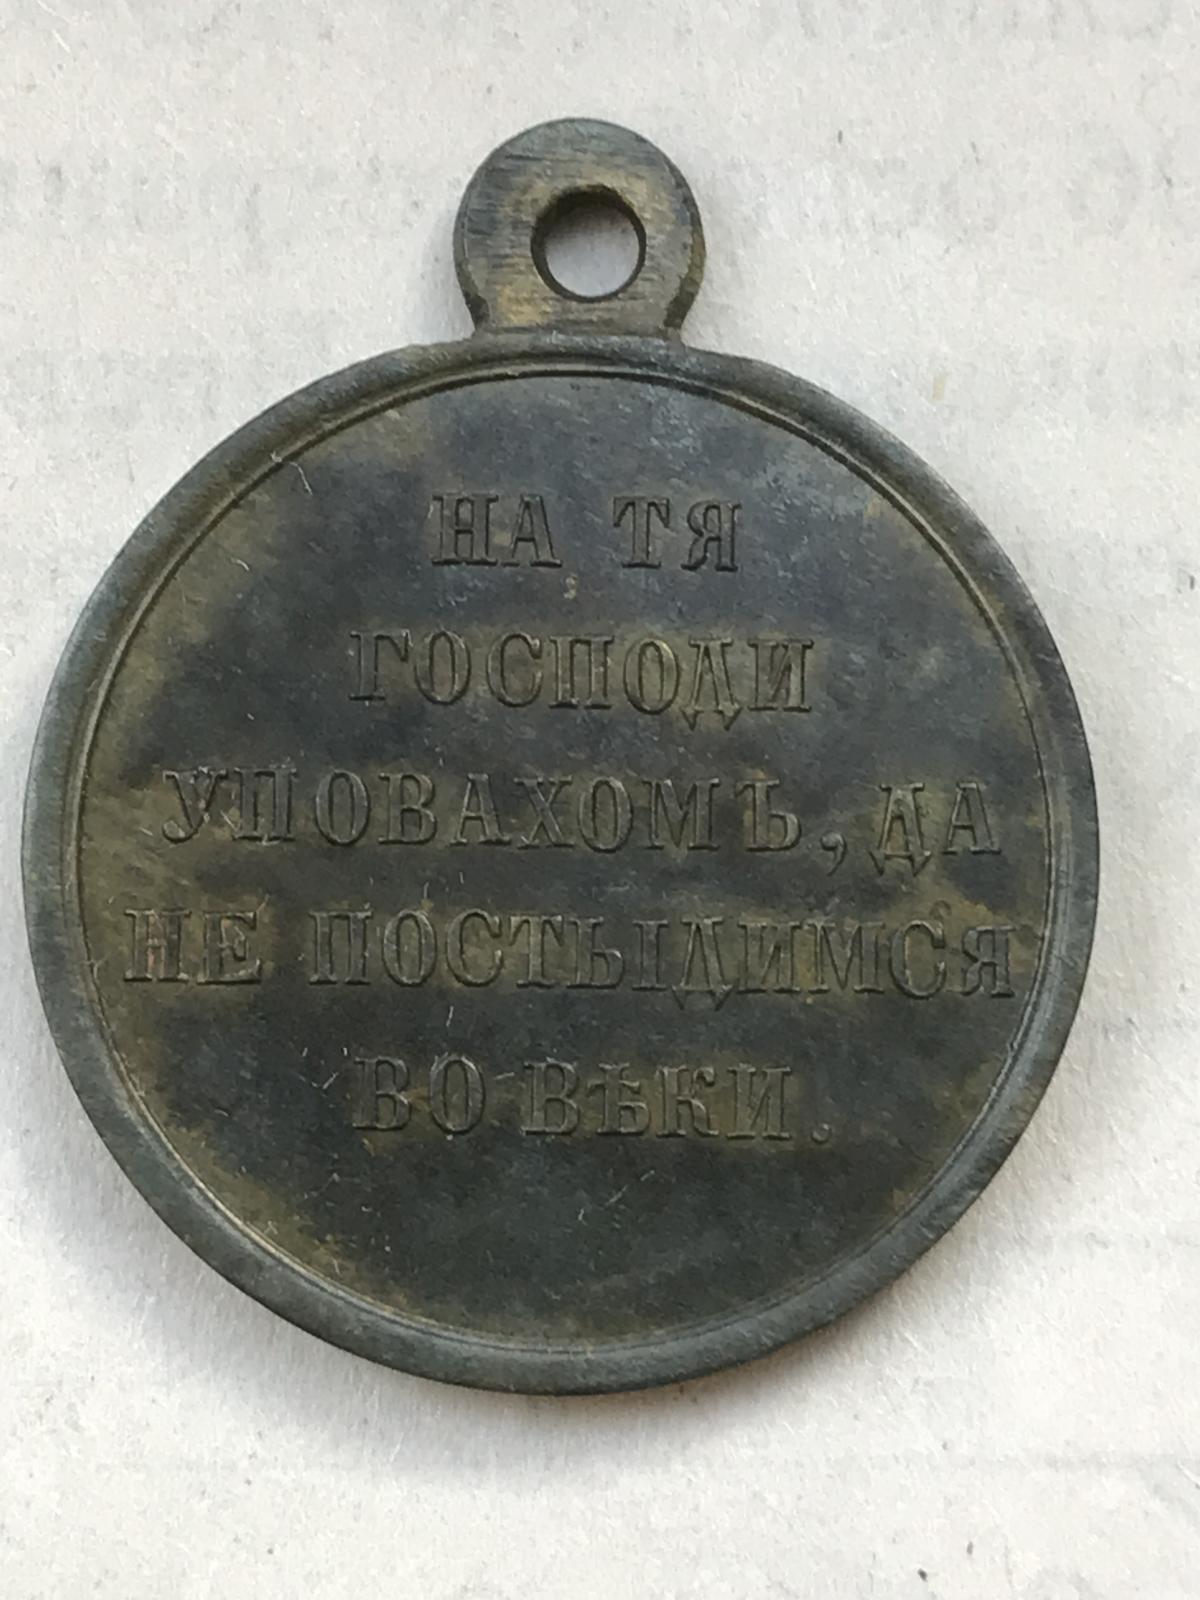 НА ТЯ
ГОСПОДИ
УПОВАХОМЪ, ДА
НЕ ПОСТЫДИМСЯ
ВО ВѢКИ.